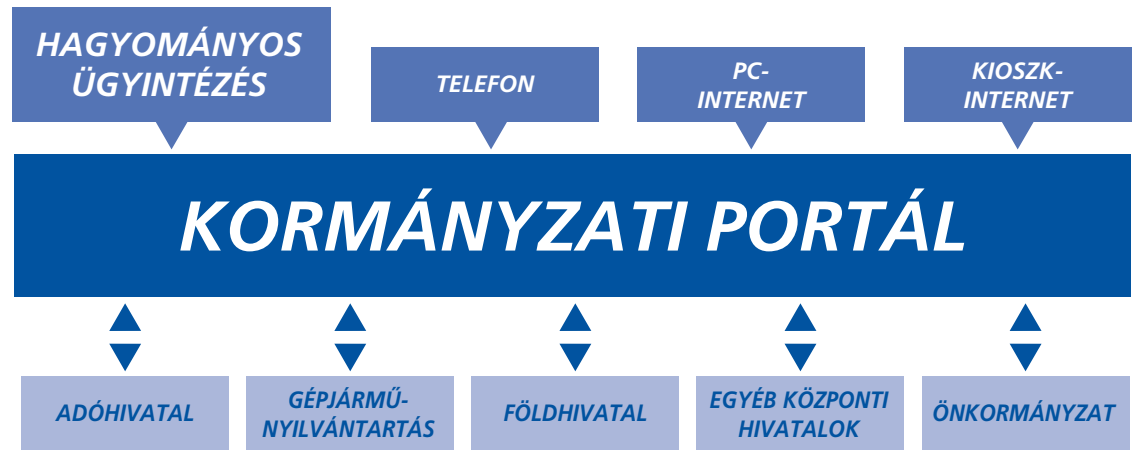 HAGYOMÁNYOS
ÜGYINTÉZÉS
TELEFON
PC-
INTERNET
KIOSZK-
INTERNET
KORMÁNYZATI PORTÁL
ADÓHIVATAL
GÉPJÁRMŰ-
NYILVÁNTARTÁS
FÖLDHIVATAL
EGYÉB KÖZPONTI
HIVATALOK
ÖNKORMÁNYZAT